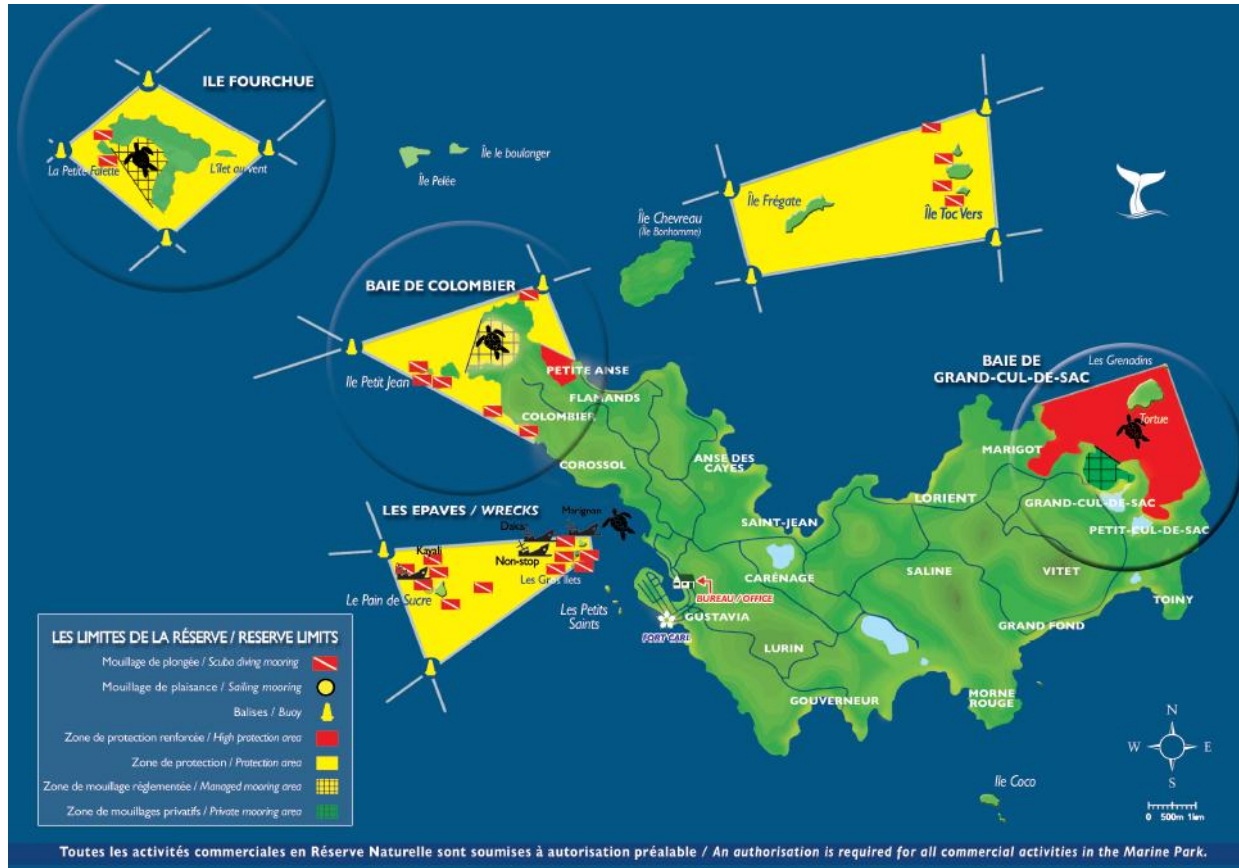 ILE FOURCHUE
La Petite Falette
L'îlet au vent
Île le boulanger
Île Pelée
Île Chevreau
(Île Bonhomme)
Île Frégate
Île Toc Vers
BAIE DE COLOMBIER
Ile Petit Jean
PETITE ANSE
FLAMANDS
COLOMBIER
COROSSOL
ANSE DES
CAYES
BAIE DE
GRAND-CUL-DE-SAC
Les Grenadins
Tortue
MARIGOT
LORIENT
GRAND-CUL-DE-SAC
PETIT-CUL-DE-SAC
SAINT-JEAN
LES EPAVES / WRECKS
Marignan
Dakar
Kayali
Non-stop
Les Gros Ilets
Le Pain de Sucre
Les Petits
Saints
BUREAU / OFFICE
CARÉNAGE
SALINE
VITET
TOINY
GUSTAVIA
FORT CARL
GRAND FOND
LURIN
GOUVERNEUR
MORNE
ROUGE
Île Coco
N
W
E
S
0 500m 1km
LES LIMITES DE LA RÉSERVE / RESERVE LIMITS
Mouillage de plongée / Scuba diving mooring
Mouillage de plaisance / Sailing mooring
Balises / Buoy
Zone de protection renforcée / High protection area
Zone de protection / Protection area
Zone de mouillage réglementée / Managed mooring area
Zone de mouillages privatifs / Private mooring area
Toutes les activités commerciales en Réserve Naturelle sont soumises à autorisation préalable / An authorisation is required for all commercial activities in the Marine Park.